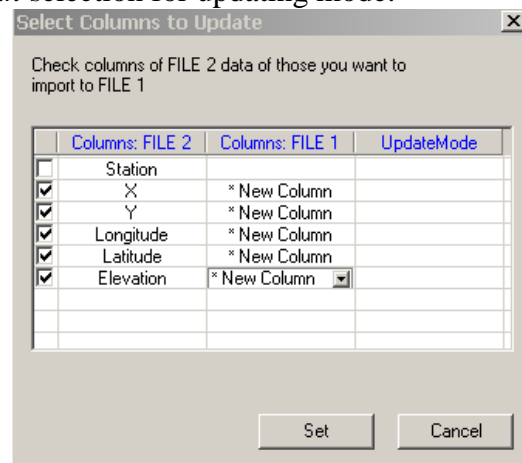 selection for updating mode.
Select Columns to Update
Check columns of FILE 2 data of those you want to
import to FILE 1
Columns: FILE 2 Columns: FILE 1 UpdateMode
Station
X * New Column
Y * New Column
Longitude * New Column
Latitude * New Column
Elevation * New Column
Set Cancel